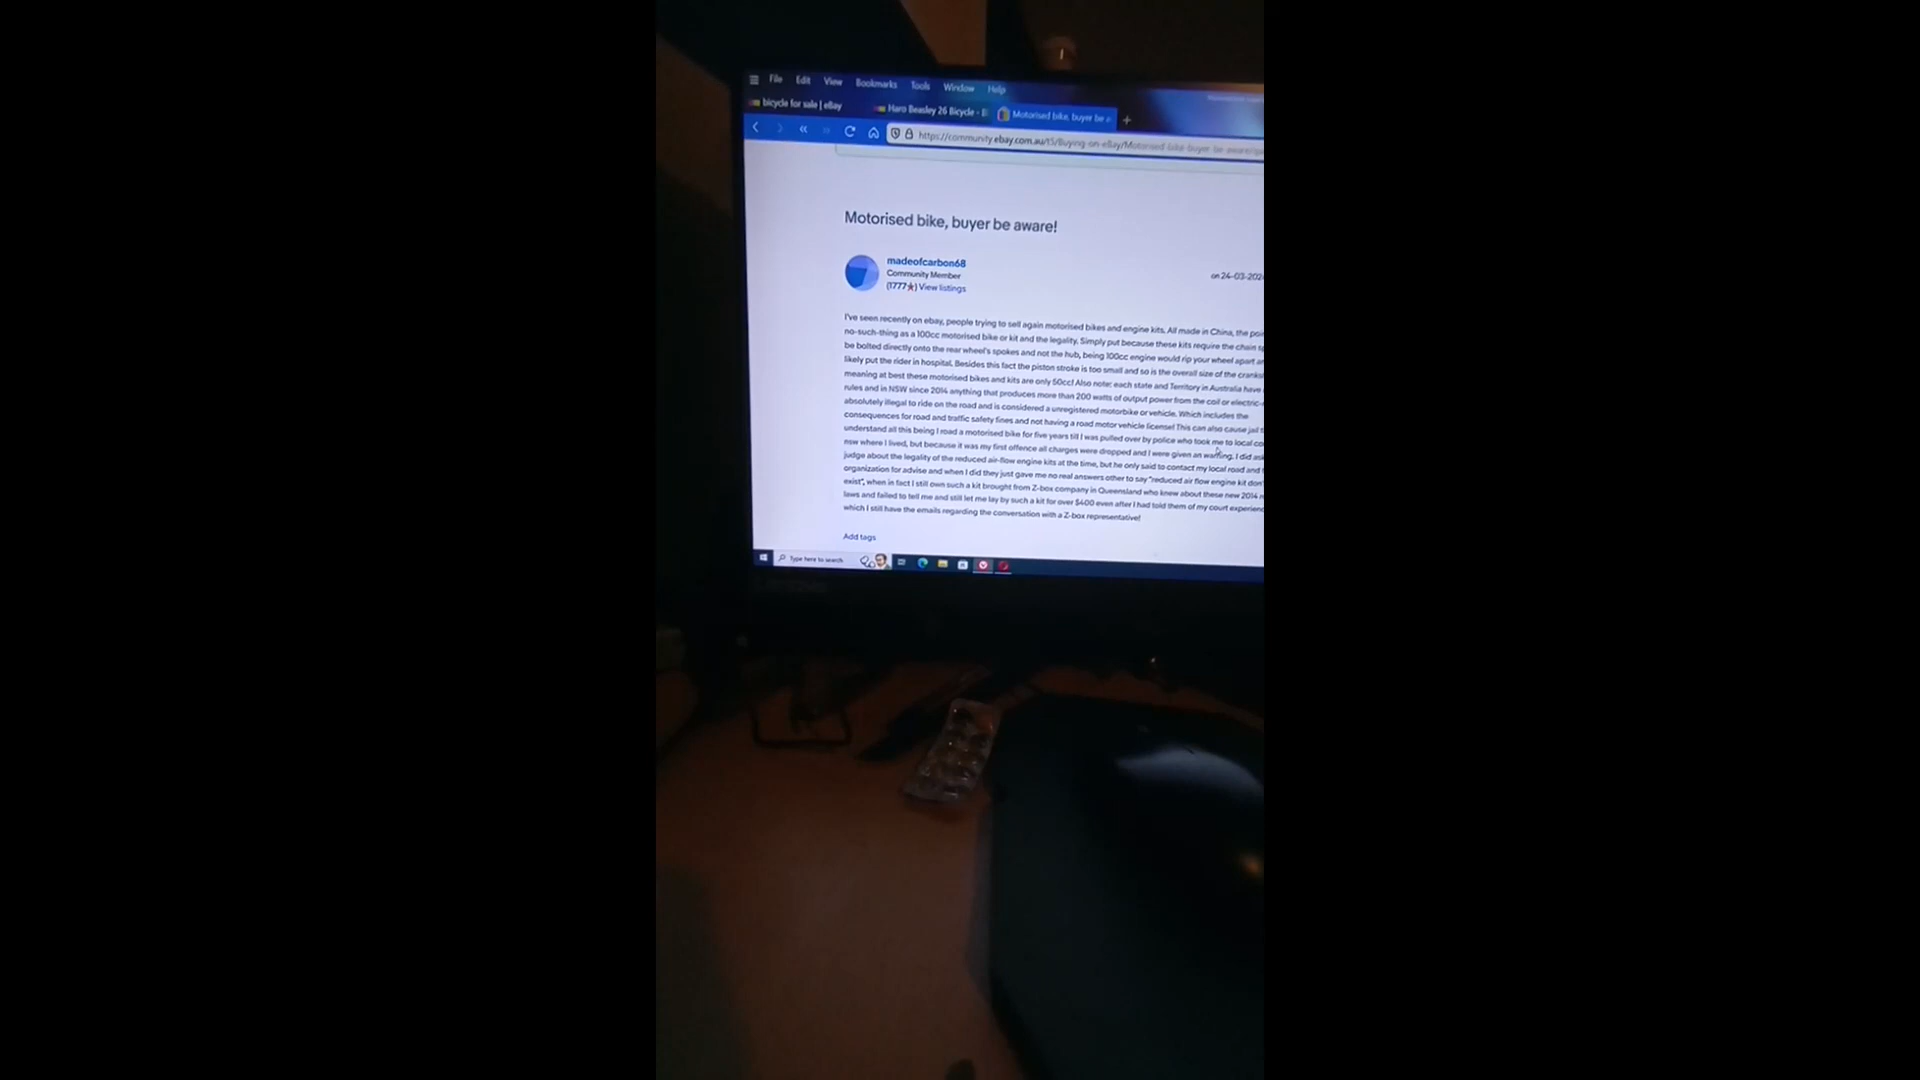 File Edit View Bookmarks Tools Window Help
bicycle for sale | eBay Haro Beasley 26 Bicycle - Motorised bike, buyer be a
https://community.ebay.com.au/t5/Buying-on-eBay/Motorised-bike-buyer-be-aware/
Motorised bike, buyer be aware!
madeofcarbon68
Community Member
on 24-03-202
(1777★) View listings
I've seen recently on ebay, people trying to sell again motorised bikes and engine kits. All made in China, the poi
no-such-thing as a 100cc motorised bike or kit and the legality. Simply put because these kits require the chain
be bolted directly onto the rear wheel's spokes and not the hub, being 100cc engine would rip your wheel apart
likely put the rider in hospital. Besides this fact the piston stroke is too small and so is the overall size of the cranks
meaning at best these motorised bikes and kits are only 50cc! Also note: each state and Territory in Australia have
rules and in NSW since 2014 anything that produces more than 200 watts of output power from the coil or electric-
absolutely illegal to ride on the road and is considered a unregistered motorbike or vehicle. Which includes the
consequences for road and traffic safety fines and not having a road motor vehicle license! This can also cause jail
understand all this being I road a motorised bike for five years till I was pulled over by police who took me to local co
nsw where I lived, but because it was my first offence all charges were dropped and I were given an warning. I did as
judge about the legality of the reduced air-flow engine kits at the time, but he only said to contact my local road and
organization for advise and when I did they just gave me no real answers other to say "reduced air flow engine kit don'
exist", when in fact I still own such a kit brought from Z-box company in Queensland who knew about these new 2014
laws and failed to tell me and still let me lay by such a kit for over $400 even after I had told them of my court experien
which I still have the emails regarding the conversation with a Z-box representative!
Add tags
Type here to search